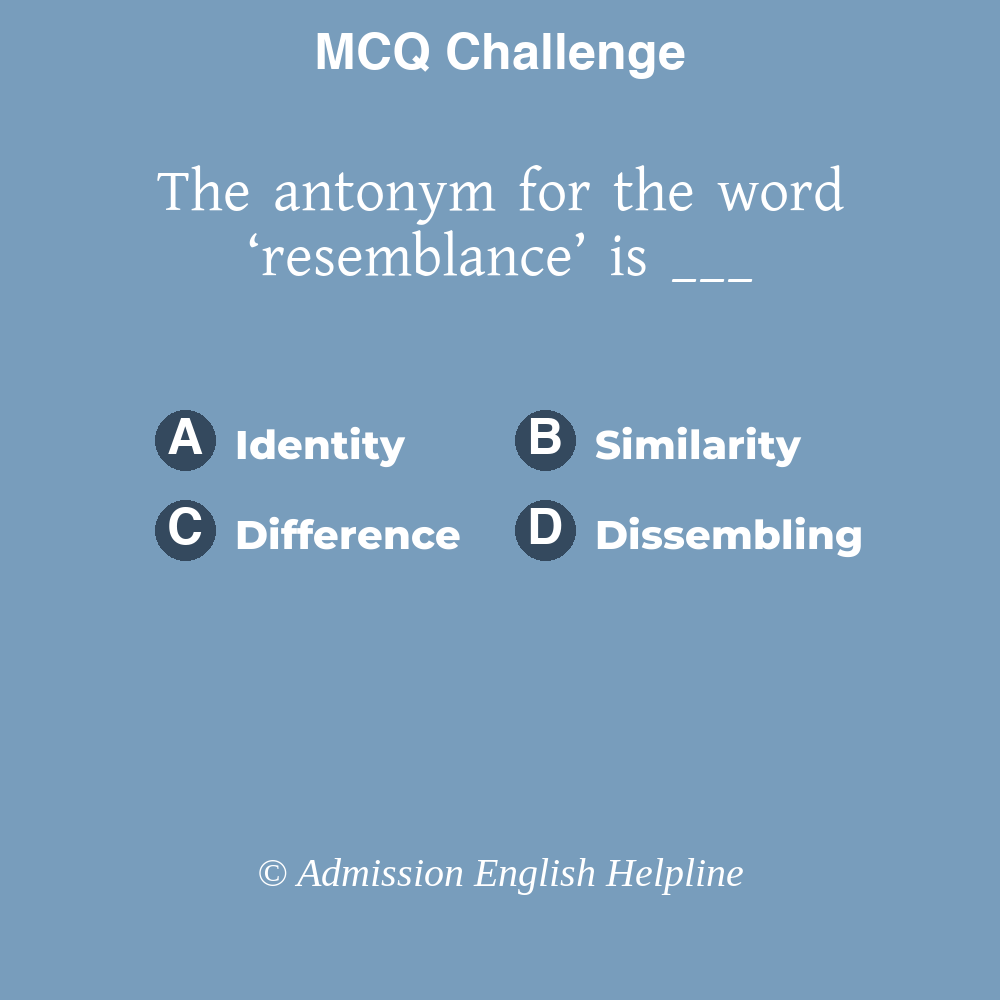 MCQ Challenge
The antonym for the word
‘resemblance’ is ___
A Identity B Similarity
C Difference D Dissembling
© Admission English Helpline